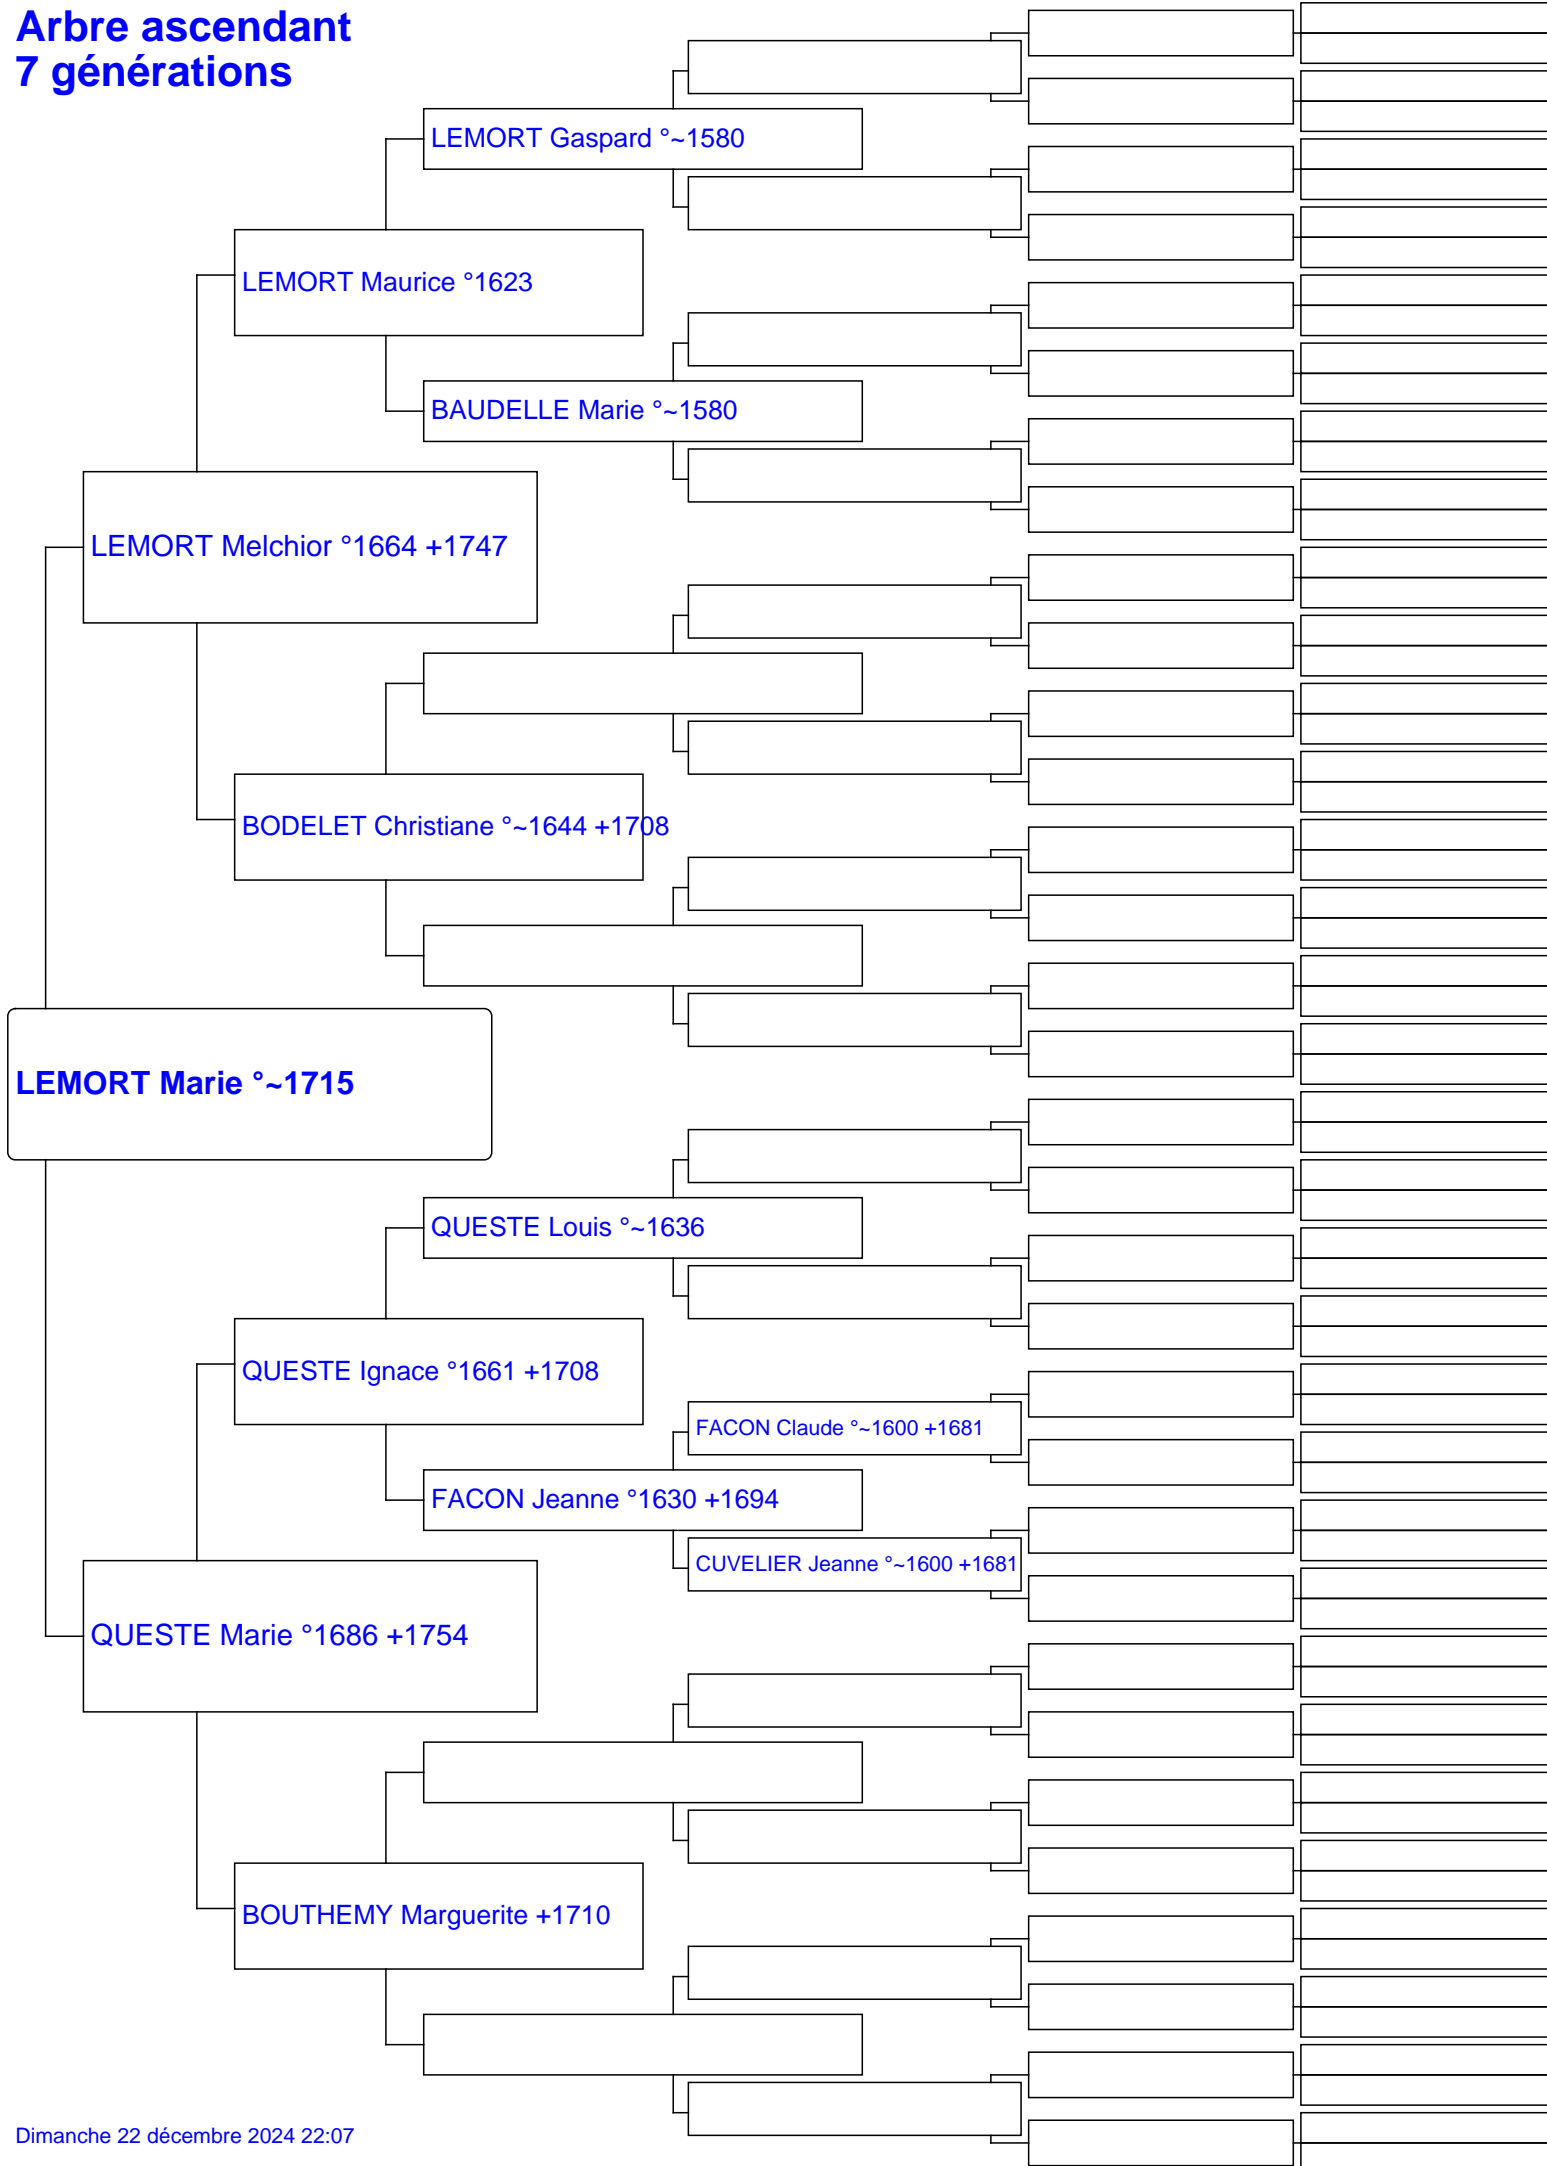 Arbre ascendant
7 générations
LEMORT Gaspard °~1580
LEMORT Maurice °1623
BAUDELLE Marie °~1580
LEMORT Melchior °1664 +1747
BODELET Christiane °~1644 +1708
LEMORT Marie °~1715
QUESTE Louis °~1636
QUESTE Ignace °1661 +1708
FACON Claude °~1600 +1681
FACON Jeanne °1630 +1694
CUVELIER Jeanne °~1600 +1681
QUESTE Marie °1686 +1754
BOUTHEMY Marguerite +1710
Dimanche 22 décembre 2024 22:07